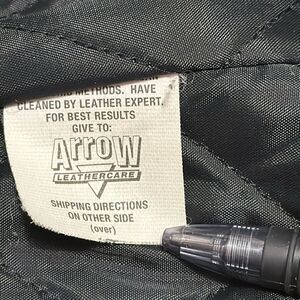 METHODS. HAVE
CLEANED BY LEATHER EXPERT.
FOR BEST RESULTS
GIVE TO:
ArroW
LEATHERCARE
SHIPPING DIRECTIONS
ON OTHER SIDE
(over)